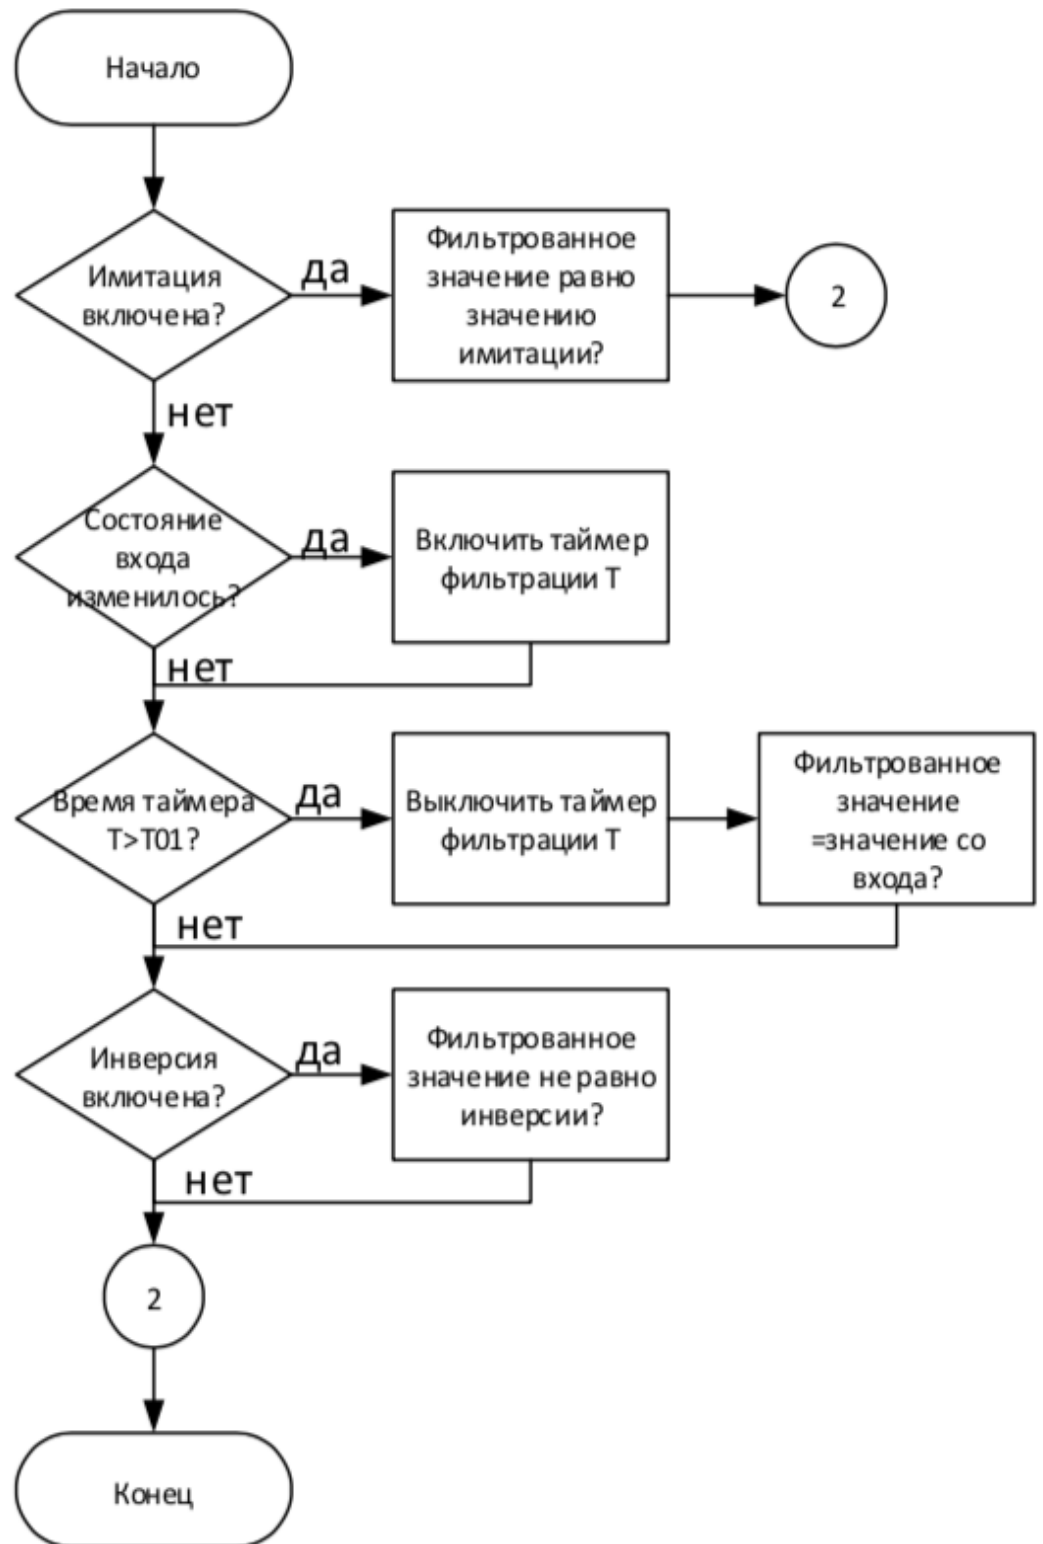 Начало
Имитация
включена?
да
Фильтрованное
значение равно
значению
имитации?
2
нет
Состояние
входа
изменилось?
да
Включить таймер
фильтрации Т
нет
Время таймера
Т>Т01?
да
Выключить таймер
фильтрации Т
Фильтрованное
значение
=значение со
входа?
нет
Инверсия
включена?
да
Фильтрованное
значение не равно
инверсии?
нет
2
Конец